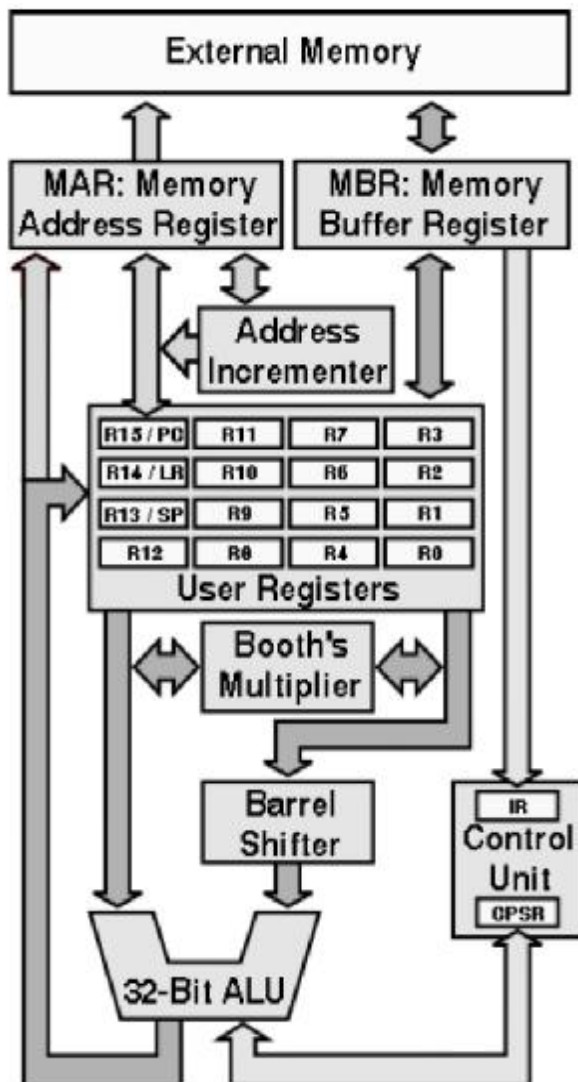 External Memory
MAR: Memory
Address Register
MBR: Memory
Buffer Register
Address
Incrementer
R15 / PC R11 R7 R3
R14 / LR R10 R6 R2
R13 / SP R9 R5 R1
R12 R8 R4 R0
User Registers
Booth's
Multiplier
Barrel
Shifter
IR
Control
Unit
CPSR
32-Bit ALU